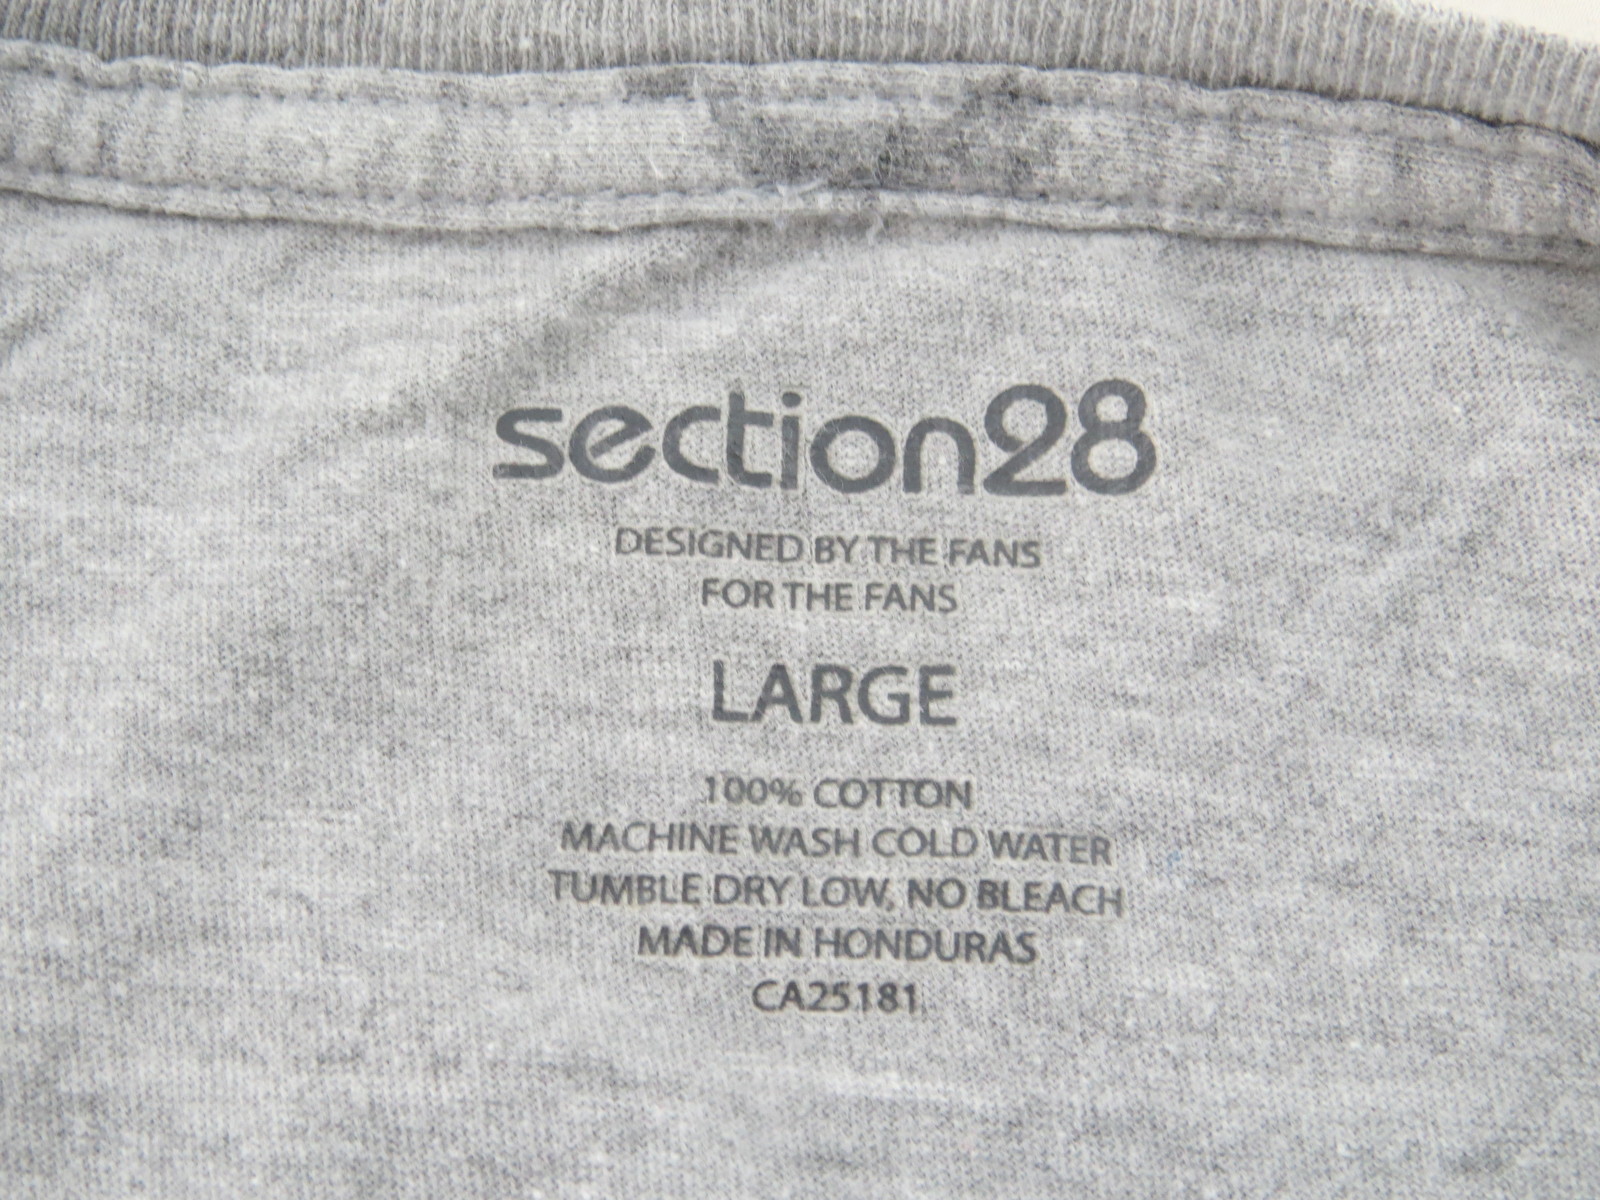 section28
DESIGNED BY THE FANS
FOR THE FANS
LARGE
100% COTTON
MACHINE WASH COLD WATER
TUMBLE DRY LOW, NO BLEACH
MADE IN HONDURAS
CA25181